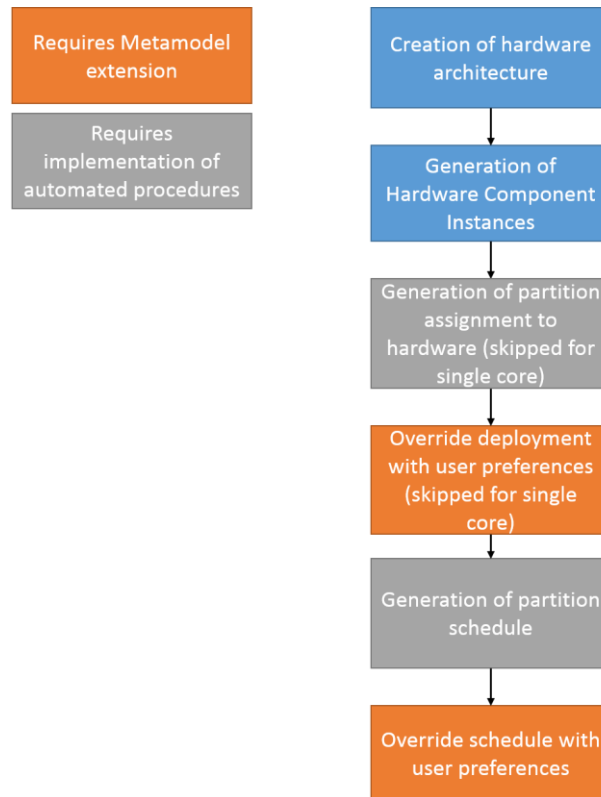 Requires Metamodel
extension
Requires
implementation of
automated procedures
Creation of hardware
architecture
Generation of
Hardware Component
Instances
Generation of partition
assignment to
hardware (skipped for
single core)
Override deployment
with user preferences
(skipped for single
core)
Generation of partition
schedule
Override schedule with
user preferences